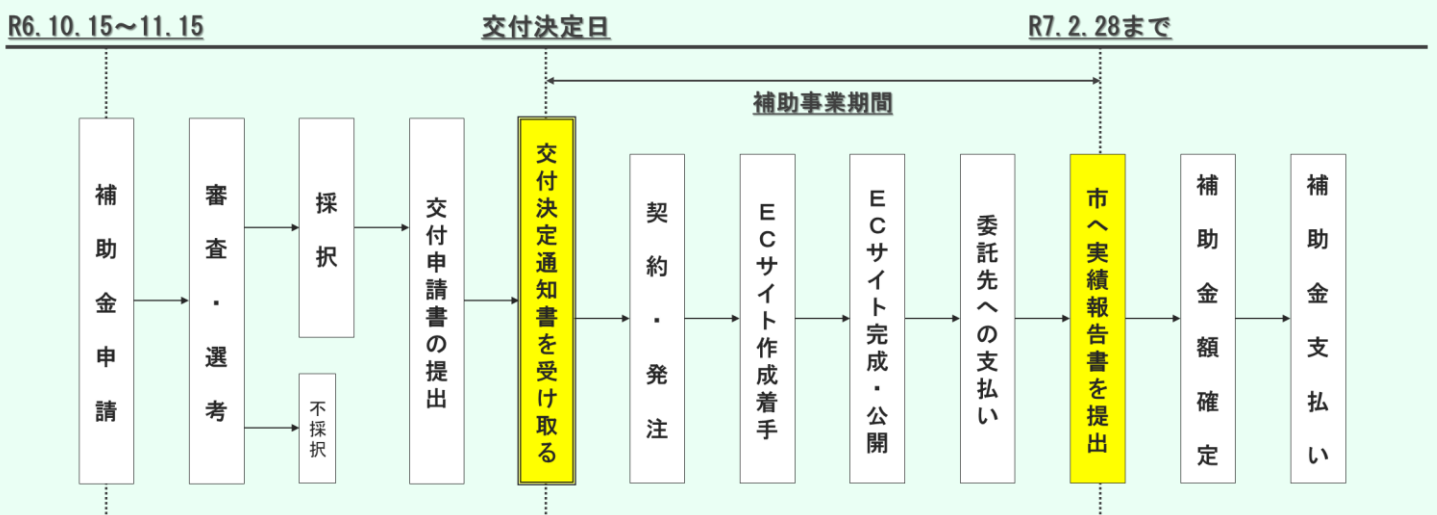 R6.10.15～11.15
交付決定日
R7.2.28まで
補助事業期間
補助金申請
審査・選考
採択
不採択
交付申請書の提出
交付決定通知書を受け取る
契約・発注
ＥＣサイト作成着手
ＥＣサイト完成・公開
委託先への支払い
市へ実績報告書を提出
補助金額確定
補助金支払い